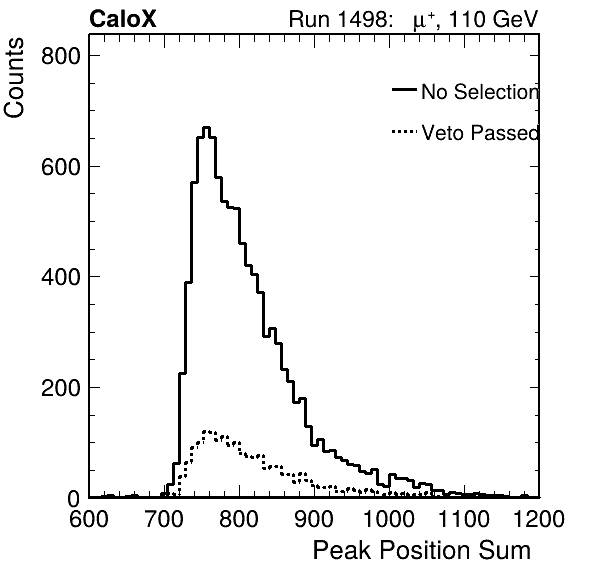 CaloX Run 1498: μ⁺, 110 GeV
Counts
800
600
400
200
0
No Selection
Veto Passed
600 700 800 900 1000 1100 1200
Peak Position Sum